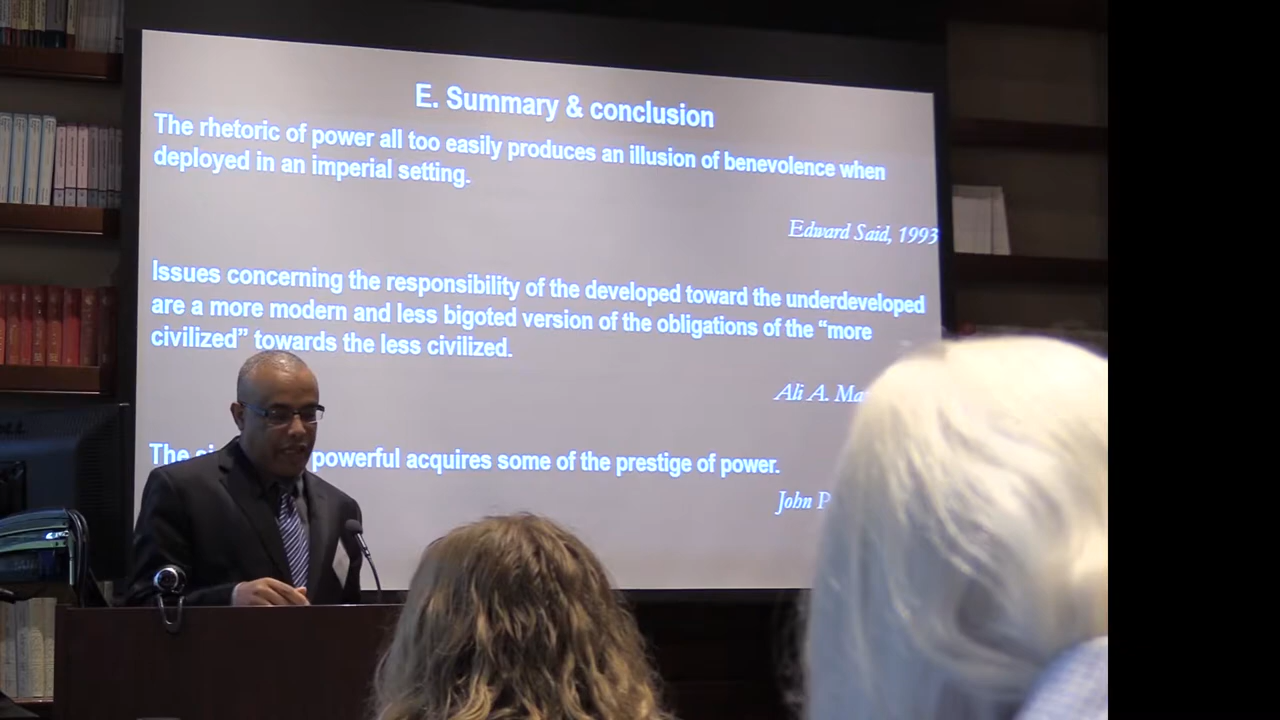 E. Summary & conclusion
The rhetoric of power all too easily produces an illusion of benevolence when
deployed in an imperial setting.
Edward Said, 1993
Issues concerning the responsibility of the developed toward the underdeveloped
are a more modern and less bigoted version of the obligations of the “more
civilized” towards the less civilized.
Ali A.
The powerful acquires some of the prestige of power.
John